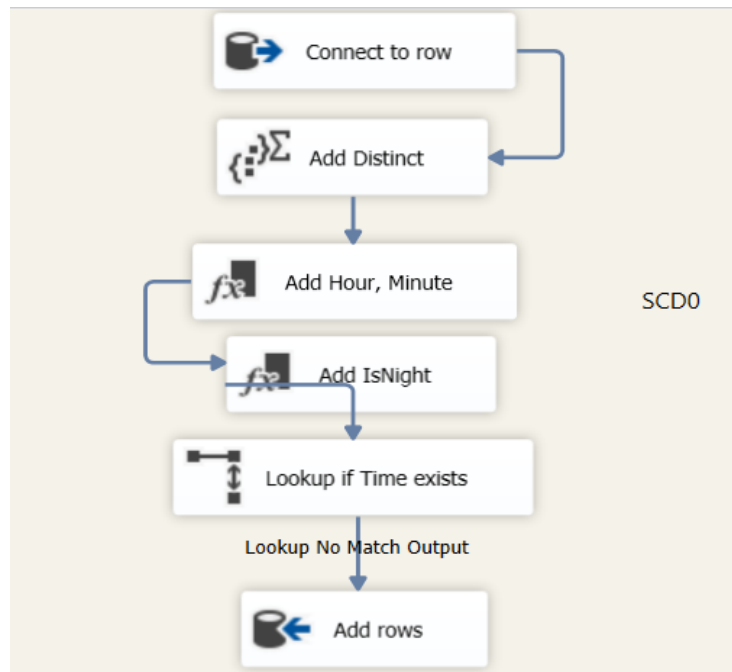 Connect to row
Add Distinct
Add Hour, Minute
SCD0
Add IsNight
Lookup if Time exists
Lookup No Match Output
Add rows